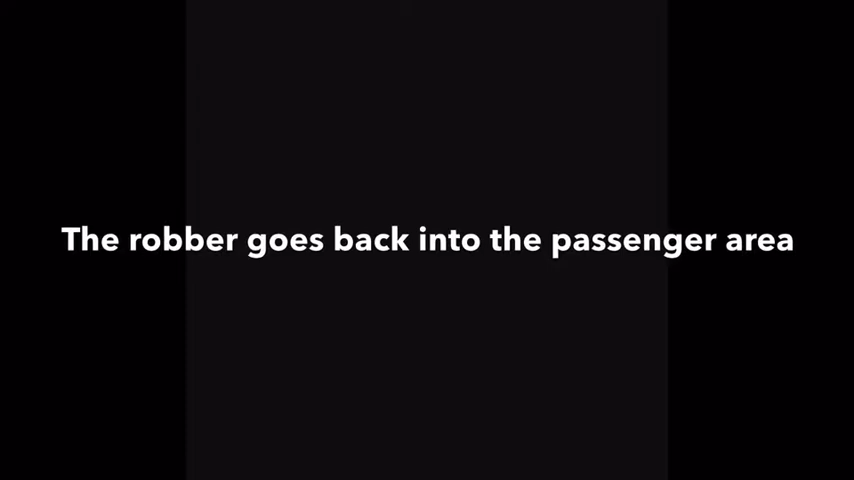 The robber goes back into the passenger area